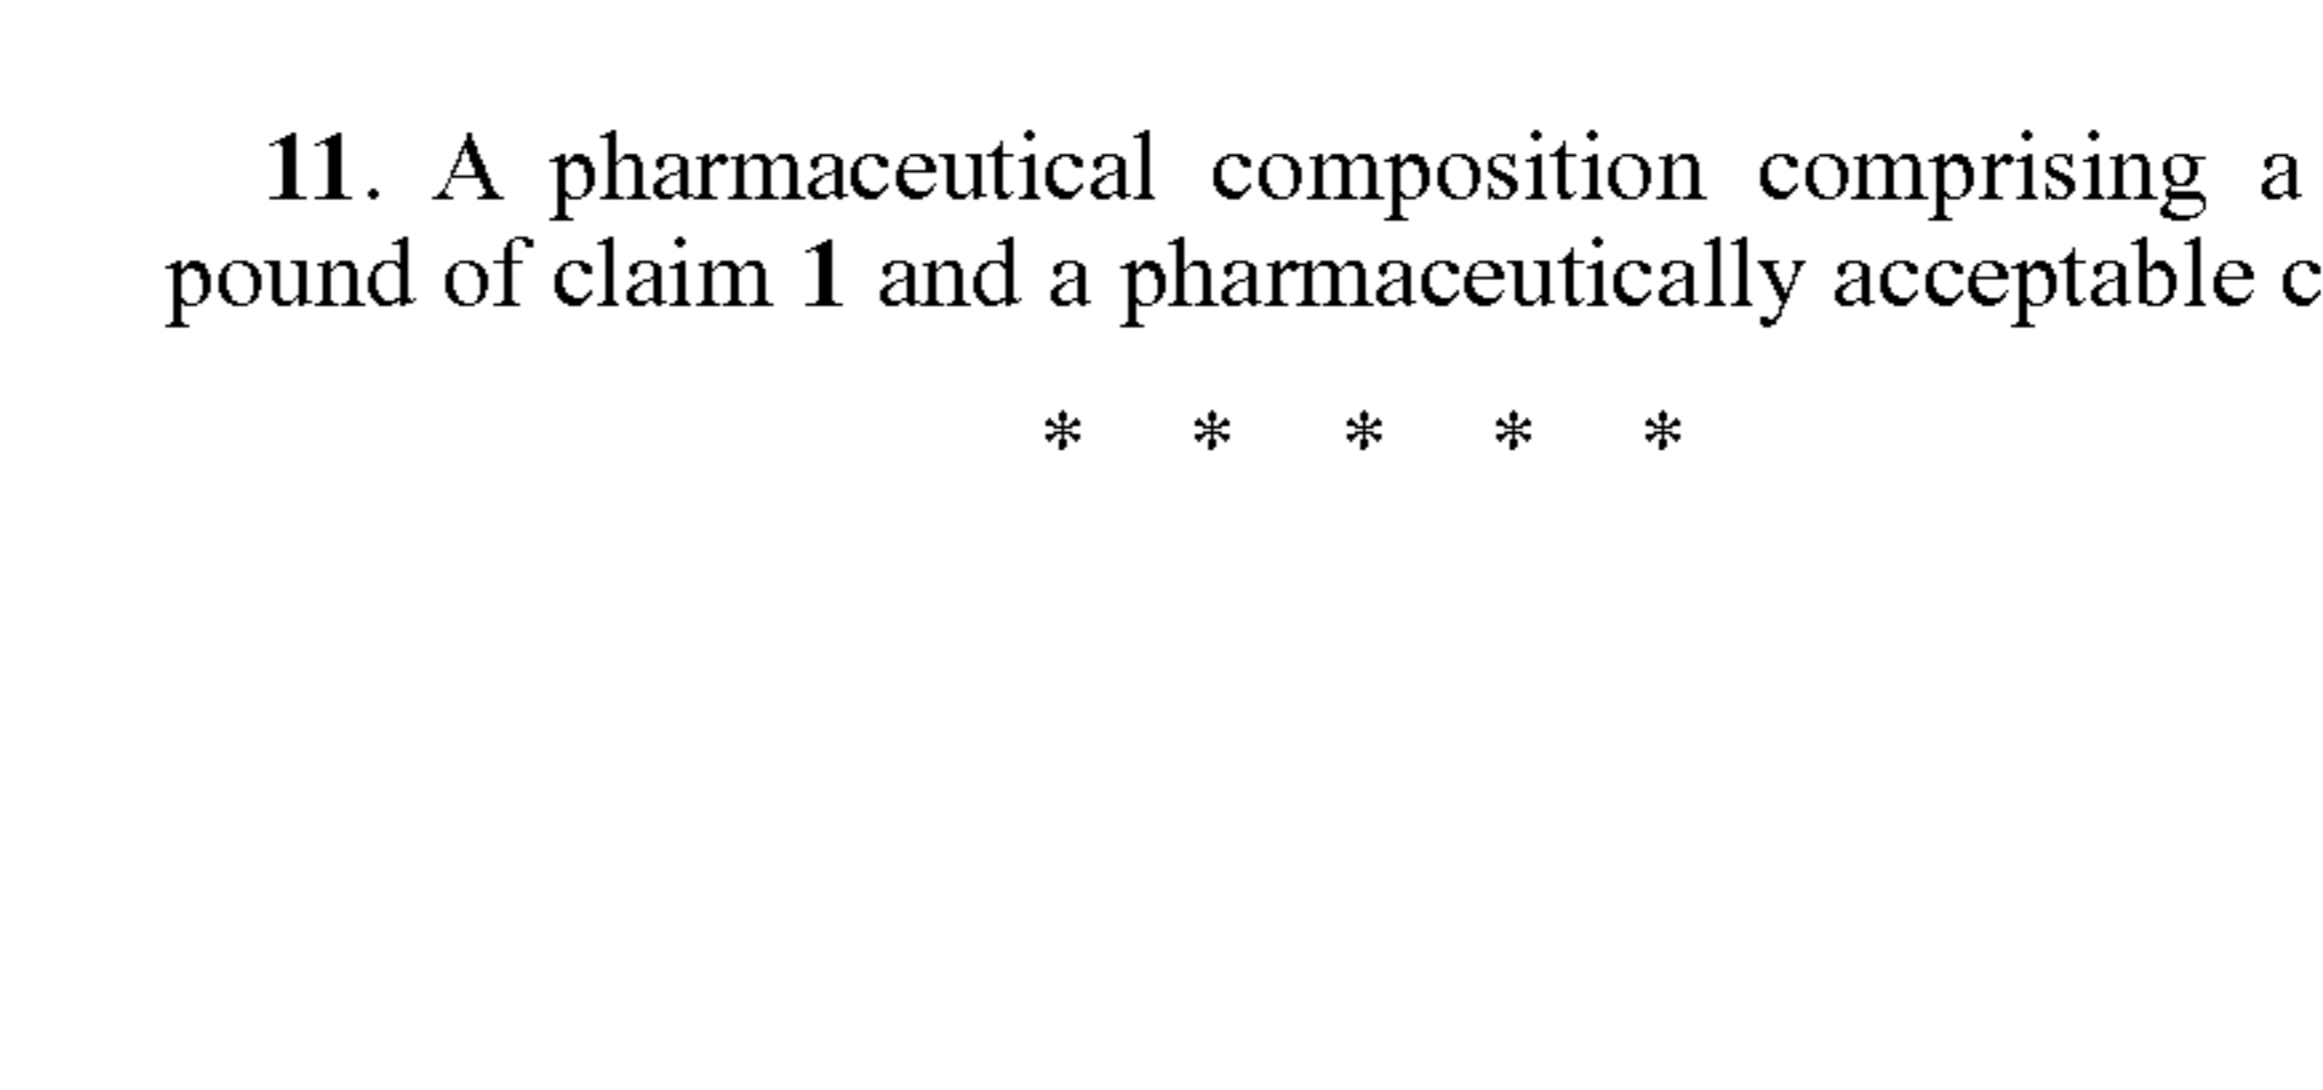 11. A pharmaceutical composition comprising a
pound of claim 1 and a pharmaceutically acceptable c
* * * * *